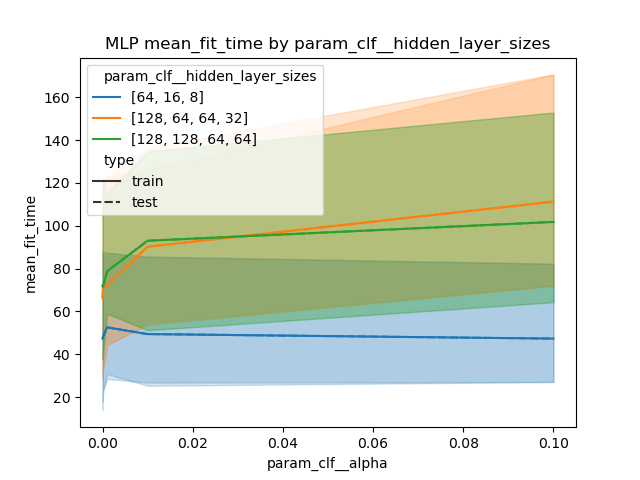 MLP mean_fit_time by param_clf__hidden_layer_sizes
param_clf__hidden_layer_sizes
[64, 16, 8]
[128, 64, 64, 32]
[128, 128, 64, 64]
type
train
test
mean_fit_time
160
140
120
100
80
60
40
20
0.00 0.02 0.04 0.06 0.08 0.10
param_clf__alpha